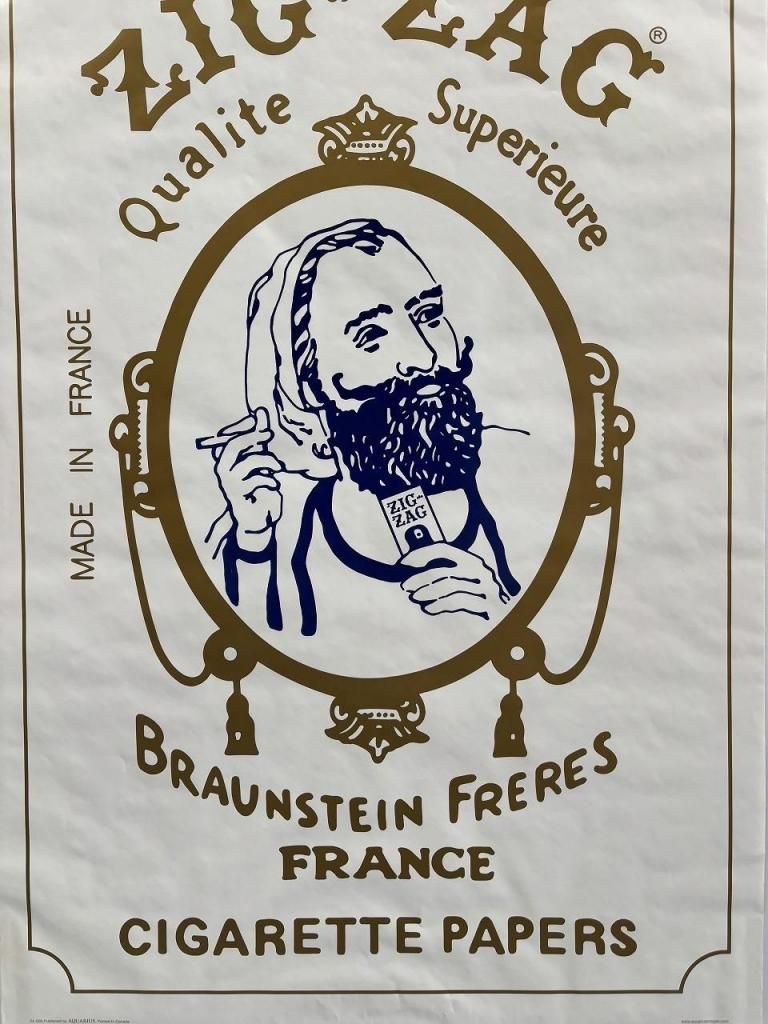 ZIG-ZAG®
Qualite Superieure
MADE IN FRANCE
ZIG-
ZAG
BRAUNSTEIN FRERES
FRANCE
CIGARETTE PAPERS